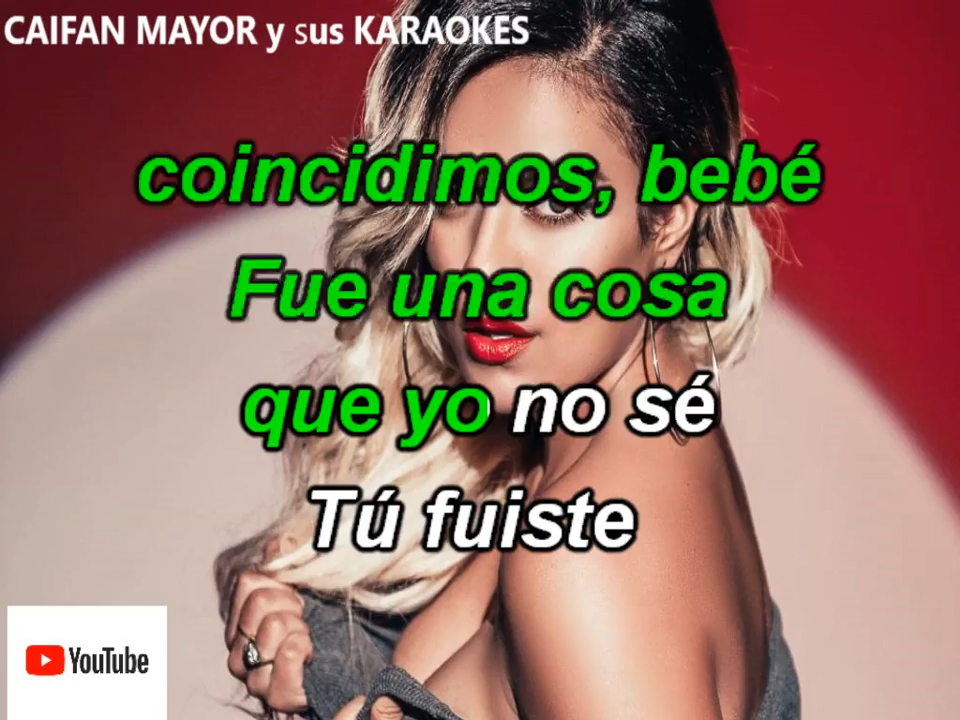 CAIFAN MAYOR y sus KARAOKES
coincidimos, bebé
Fue una cosa
que yo no sé
Tú fuiste
YouTube